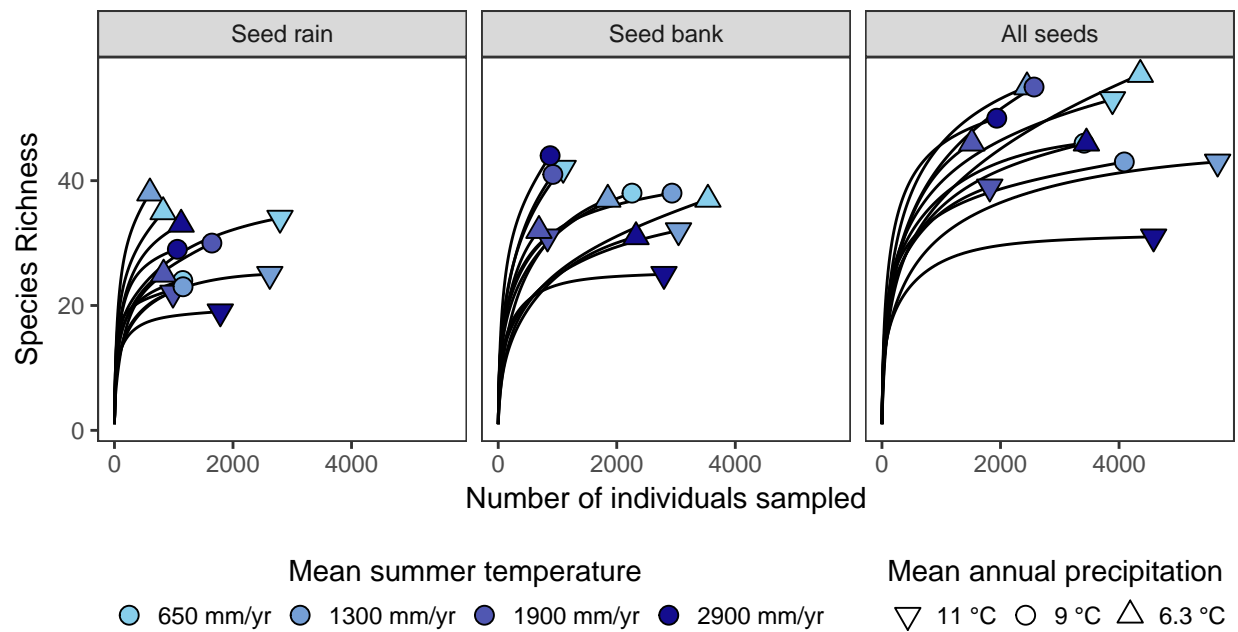 Seed rain Seed bank All seeds
Species Richness
40
20
0
0 2000 4000 0 2000 4000 0 2000 4000
Number of individuals sampled
Mean summer temperature Mean annual precipitation
650 mm/yr 1300 mm/yr 1900 mm/yr 2900 mm/yr 11 °C 9 °C 6.3 °C